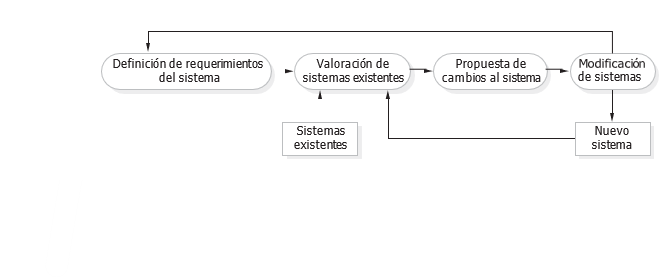 Definición de requerimientos
del sistema
Valoración de
sistemas existentes
Propuesta de
cambios al sistema
Modificación
de sistemas
Sistemas
existentes
Nuevo
sistema